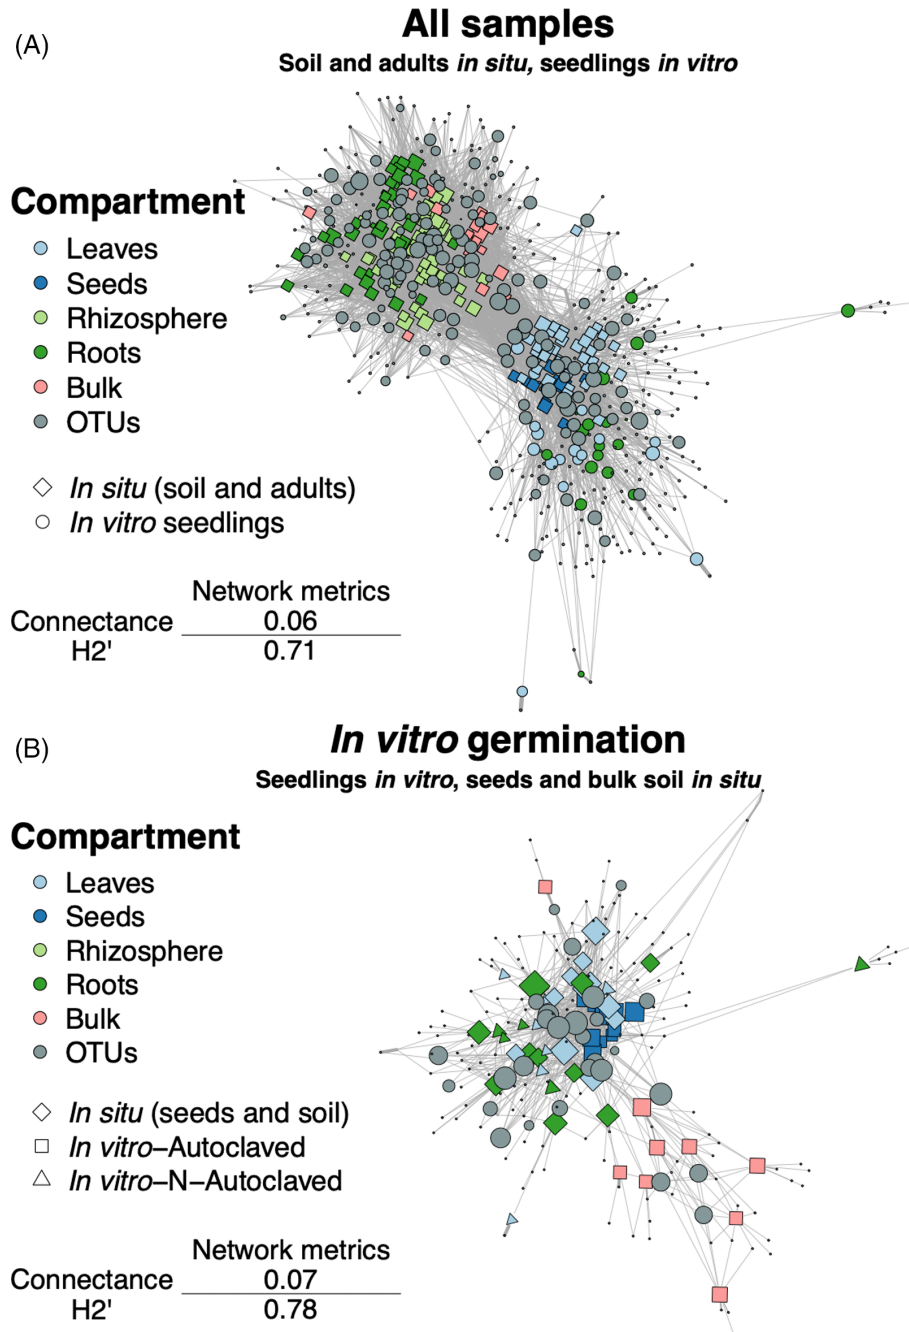 (A)
All samples
Soil and adults in situ, seedlings in vitro
Compartment
Leaves
Seeds
Rhizosphere
Roots
Bulk
OTUs
In situ (soil and adults)
In vitro seedlings
Network metrics
Connectance 0.06
H2' 0.71
(B)
In vitro germination
Seedlings in vitro, seeds and bulk soil in situ
Compartment
Leaves
Seeds
Rhizosphere
Roots
Bulk
OTUs
In situ (seeds and soil)
In vitro–Autoclaved
In vitro–N–Autoclaved
Network metrics
Connectance 0.07
H2' 0.78